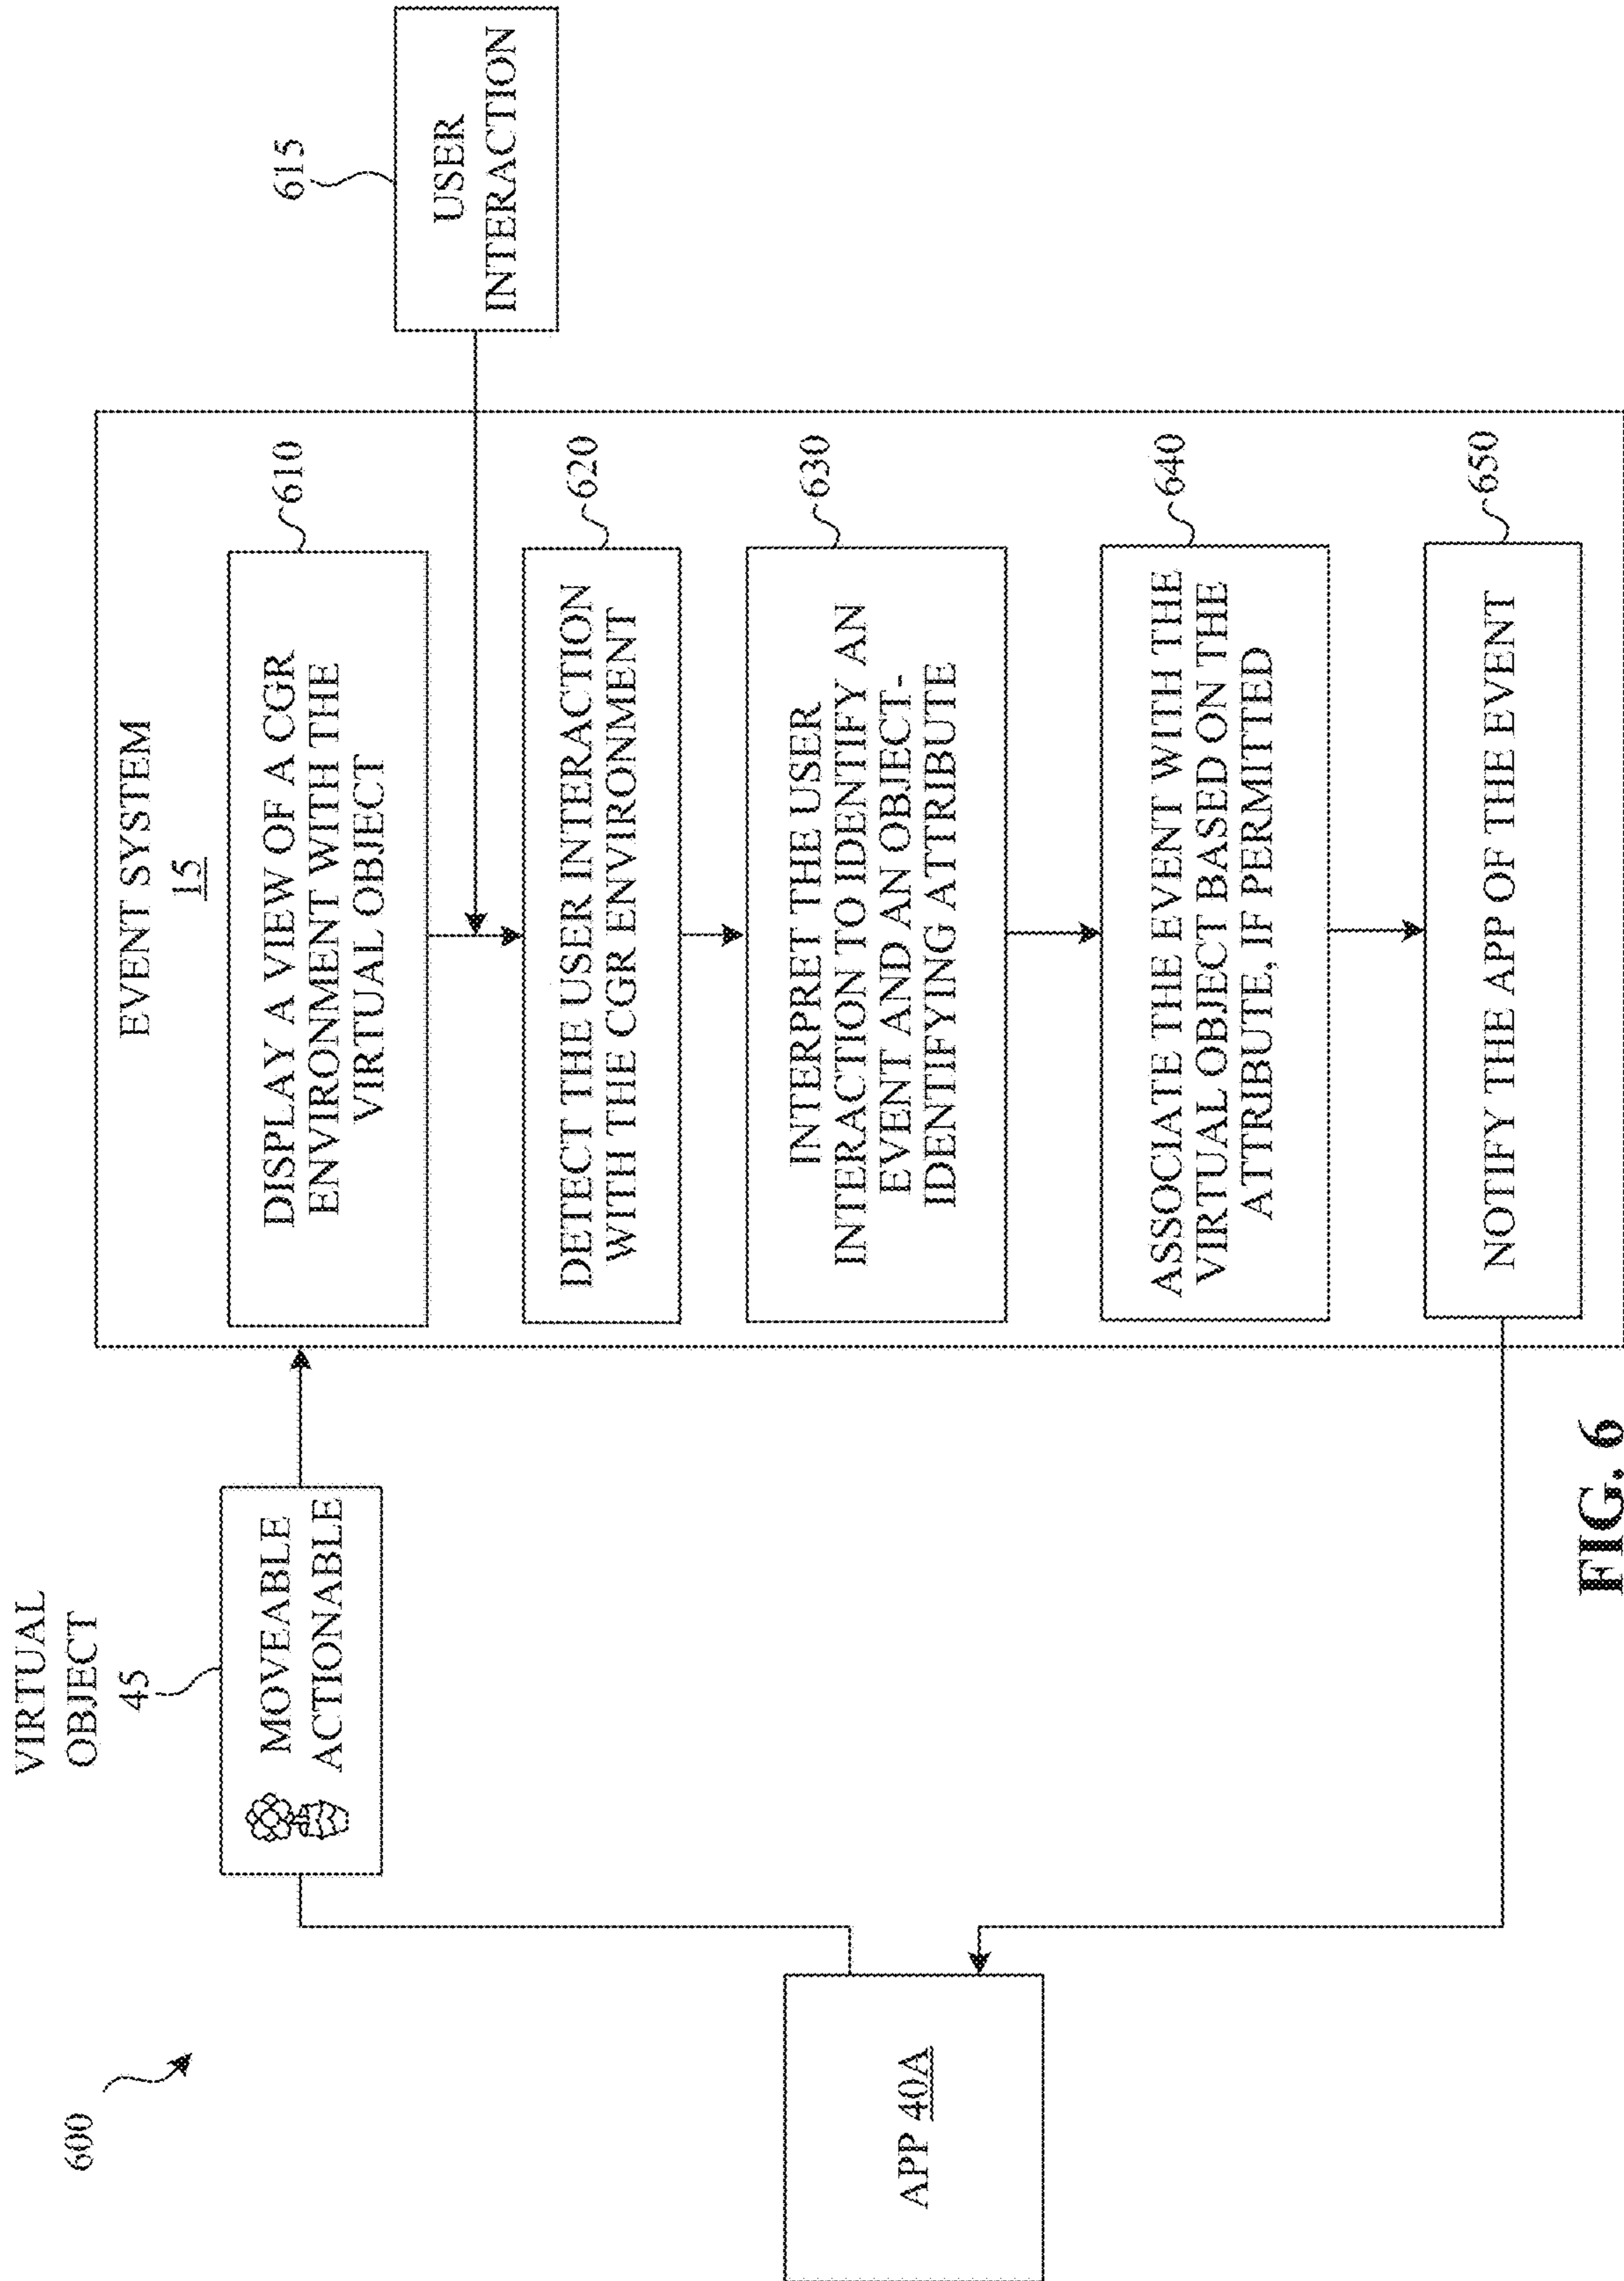 600
VIRTUAL
OBJECT
45
MOVEABLE
ACTIONABLE
APP 40A
EVENT SYSTEM
15
DISPLAY A VIEW OF A CGR
ENVIRONMENT WITH THE
VIRTUAL OBJECT
610
615
USER
INTERACTION
DETECT THE USER INTERACTION
WITH THE CGR ENVIRONMENT
620
INTERPRET THE USER
INTERACTION TO IDENTIFY AN
EVENT AND AN OBJECT-
IDENTIFYING ATTRIBUTE
630
ASSOCIATE THE EVENT WITH THE
VIRTUAL OBJECT BASED ON THE
ATTRIBUTE, IF PERMITTED
640
NOTIFY THE APP OF THE EVENT
650
FIG. 6